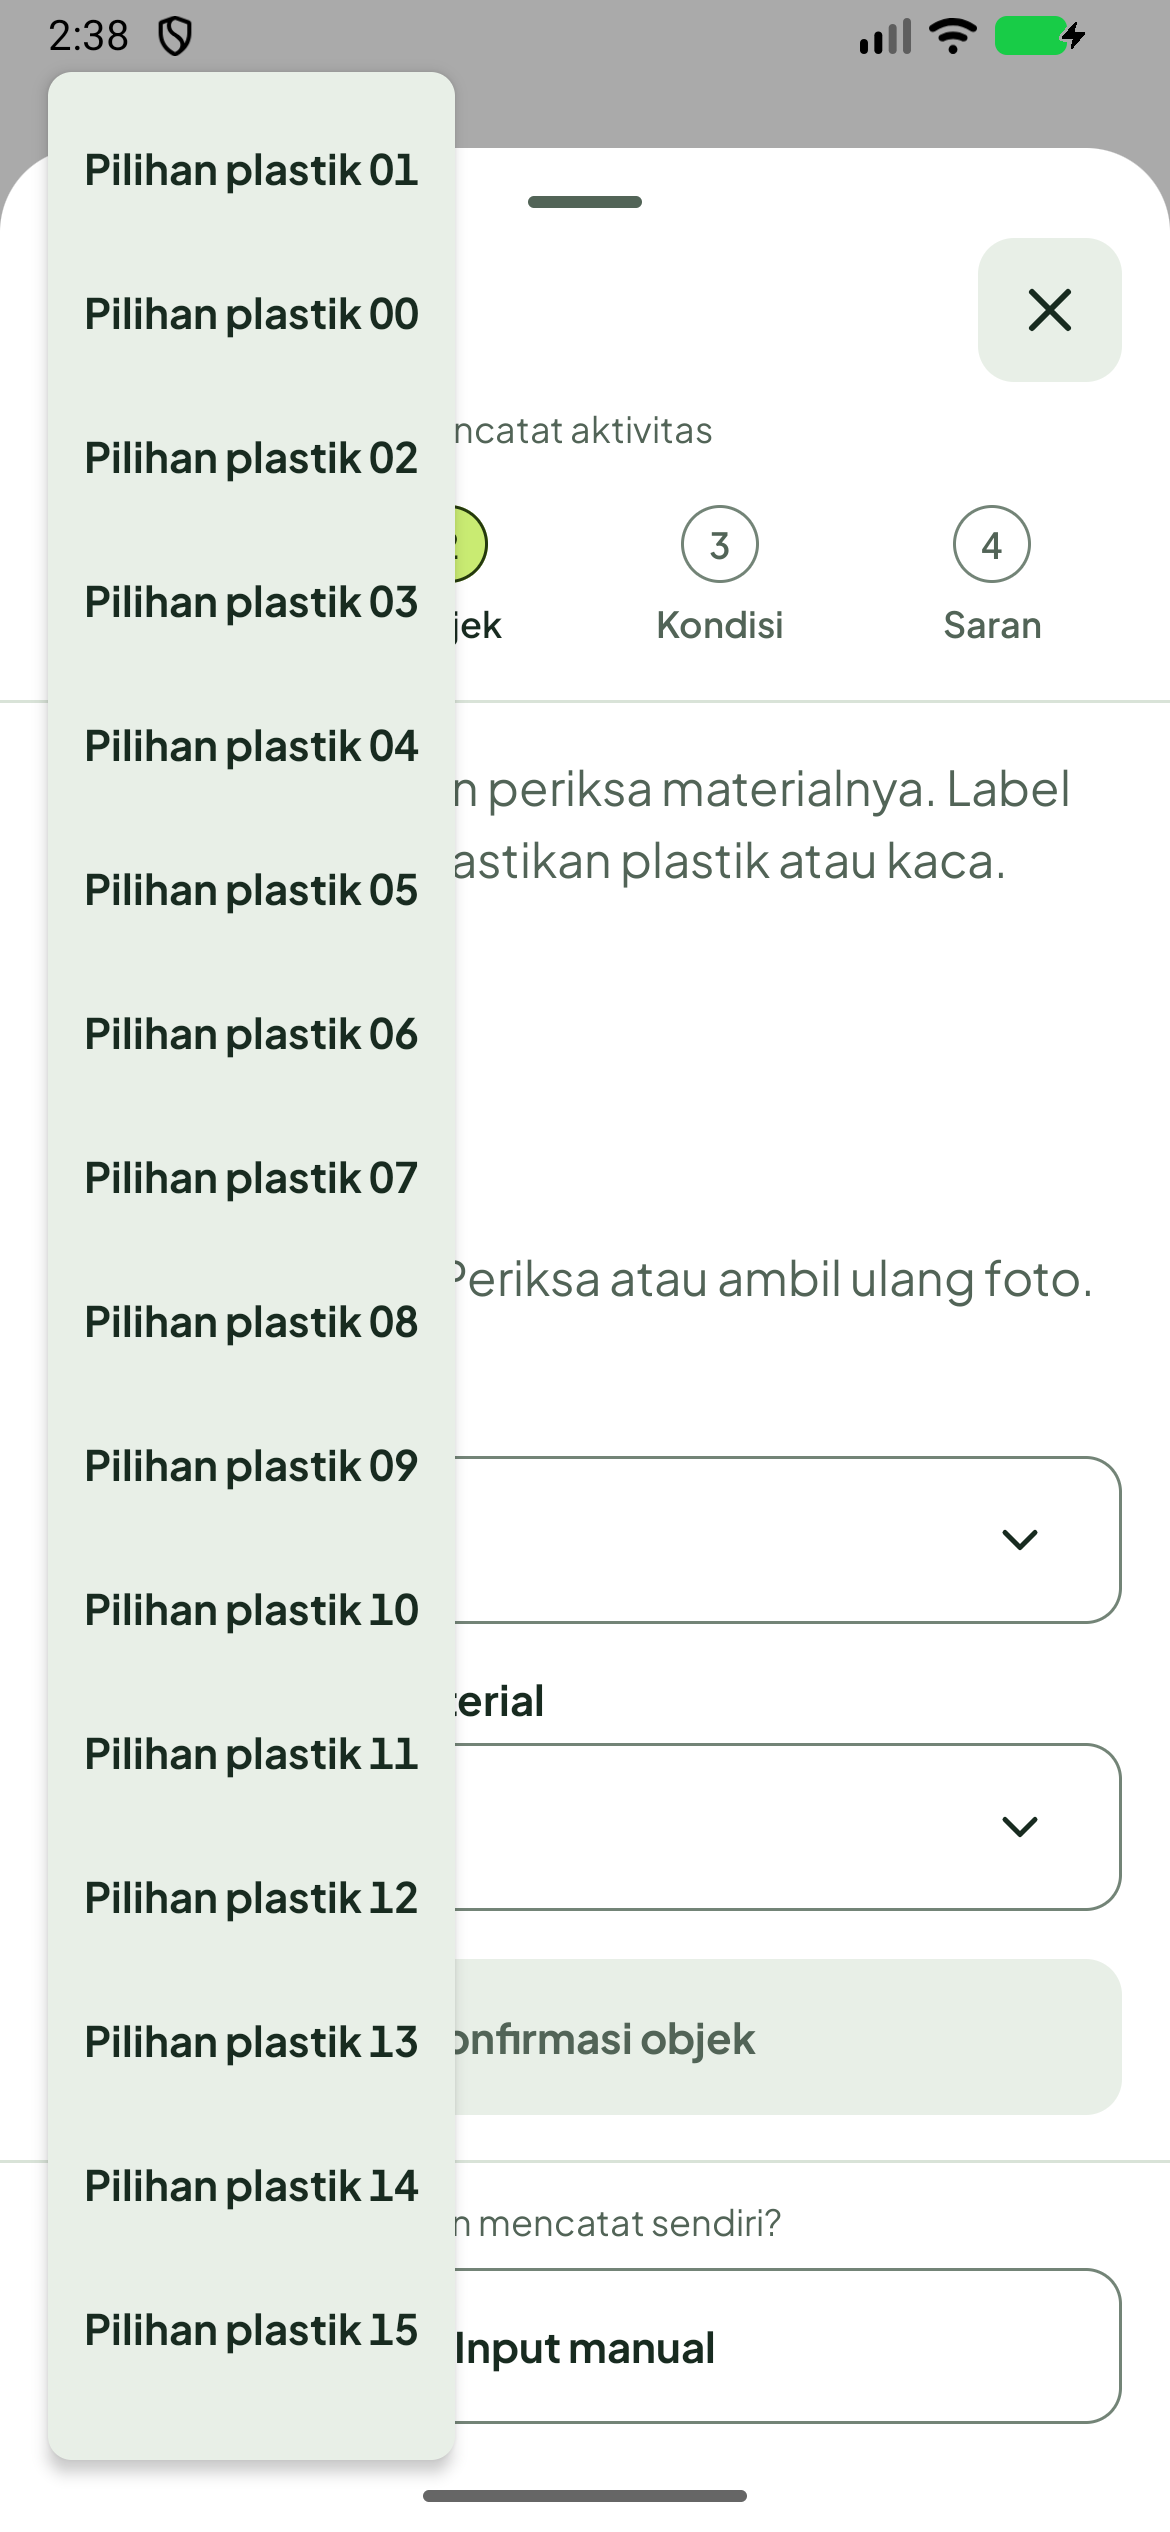 2:38
Pilihan plastik 01
Pilihan plastik 00
ncatat aktivitas
Pilihan plastik 02
3
4
jek
Kondisi
Saran
Pilihan plastik 03
Pilihan plastik 04
n periksa materialnya. Label
astikan plastik atau kaca.
Pilihan plastik 05
Pilihan plastik 06
Pilihan plastik 07
Periksa atau ambil ulang foto.
Pilihan plastik 08
Pilihan plastik 09
Pilihan plastik 10
terial
Pilihan plastik 11
Pilihan plastik 12
onfirmasi objek
Pilihan plastik 13
Pilihan plastik 14
n mencatat sendiri?
Pilihan plastik 15
Input manual